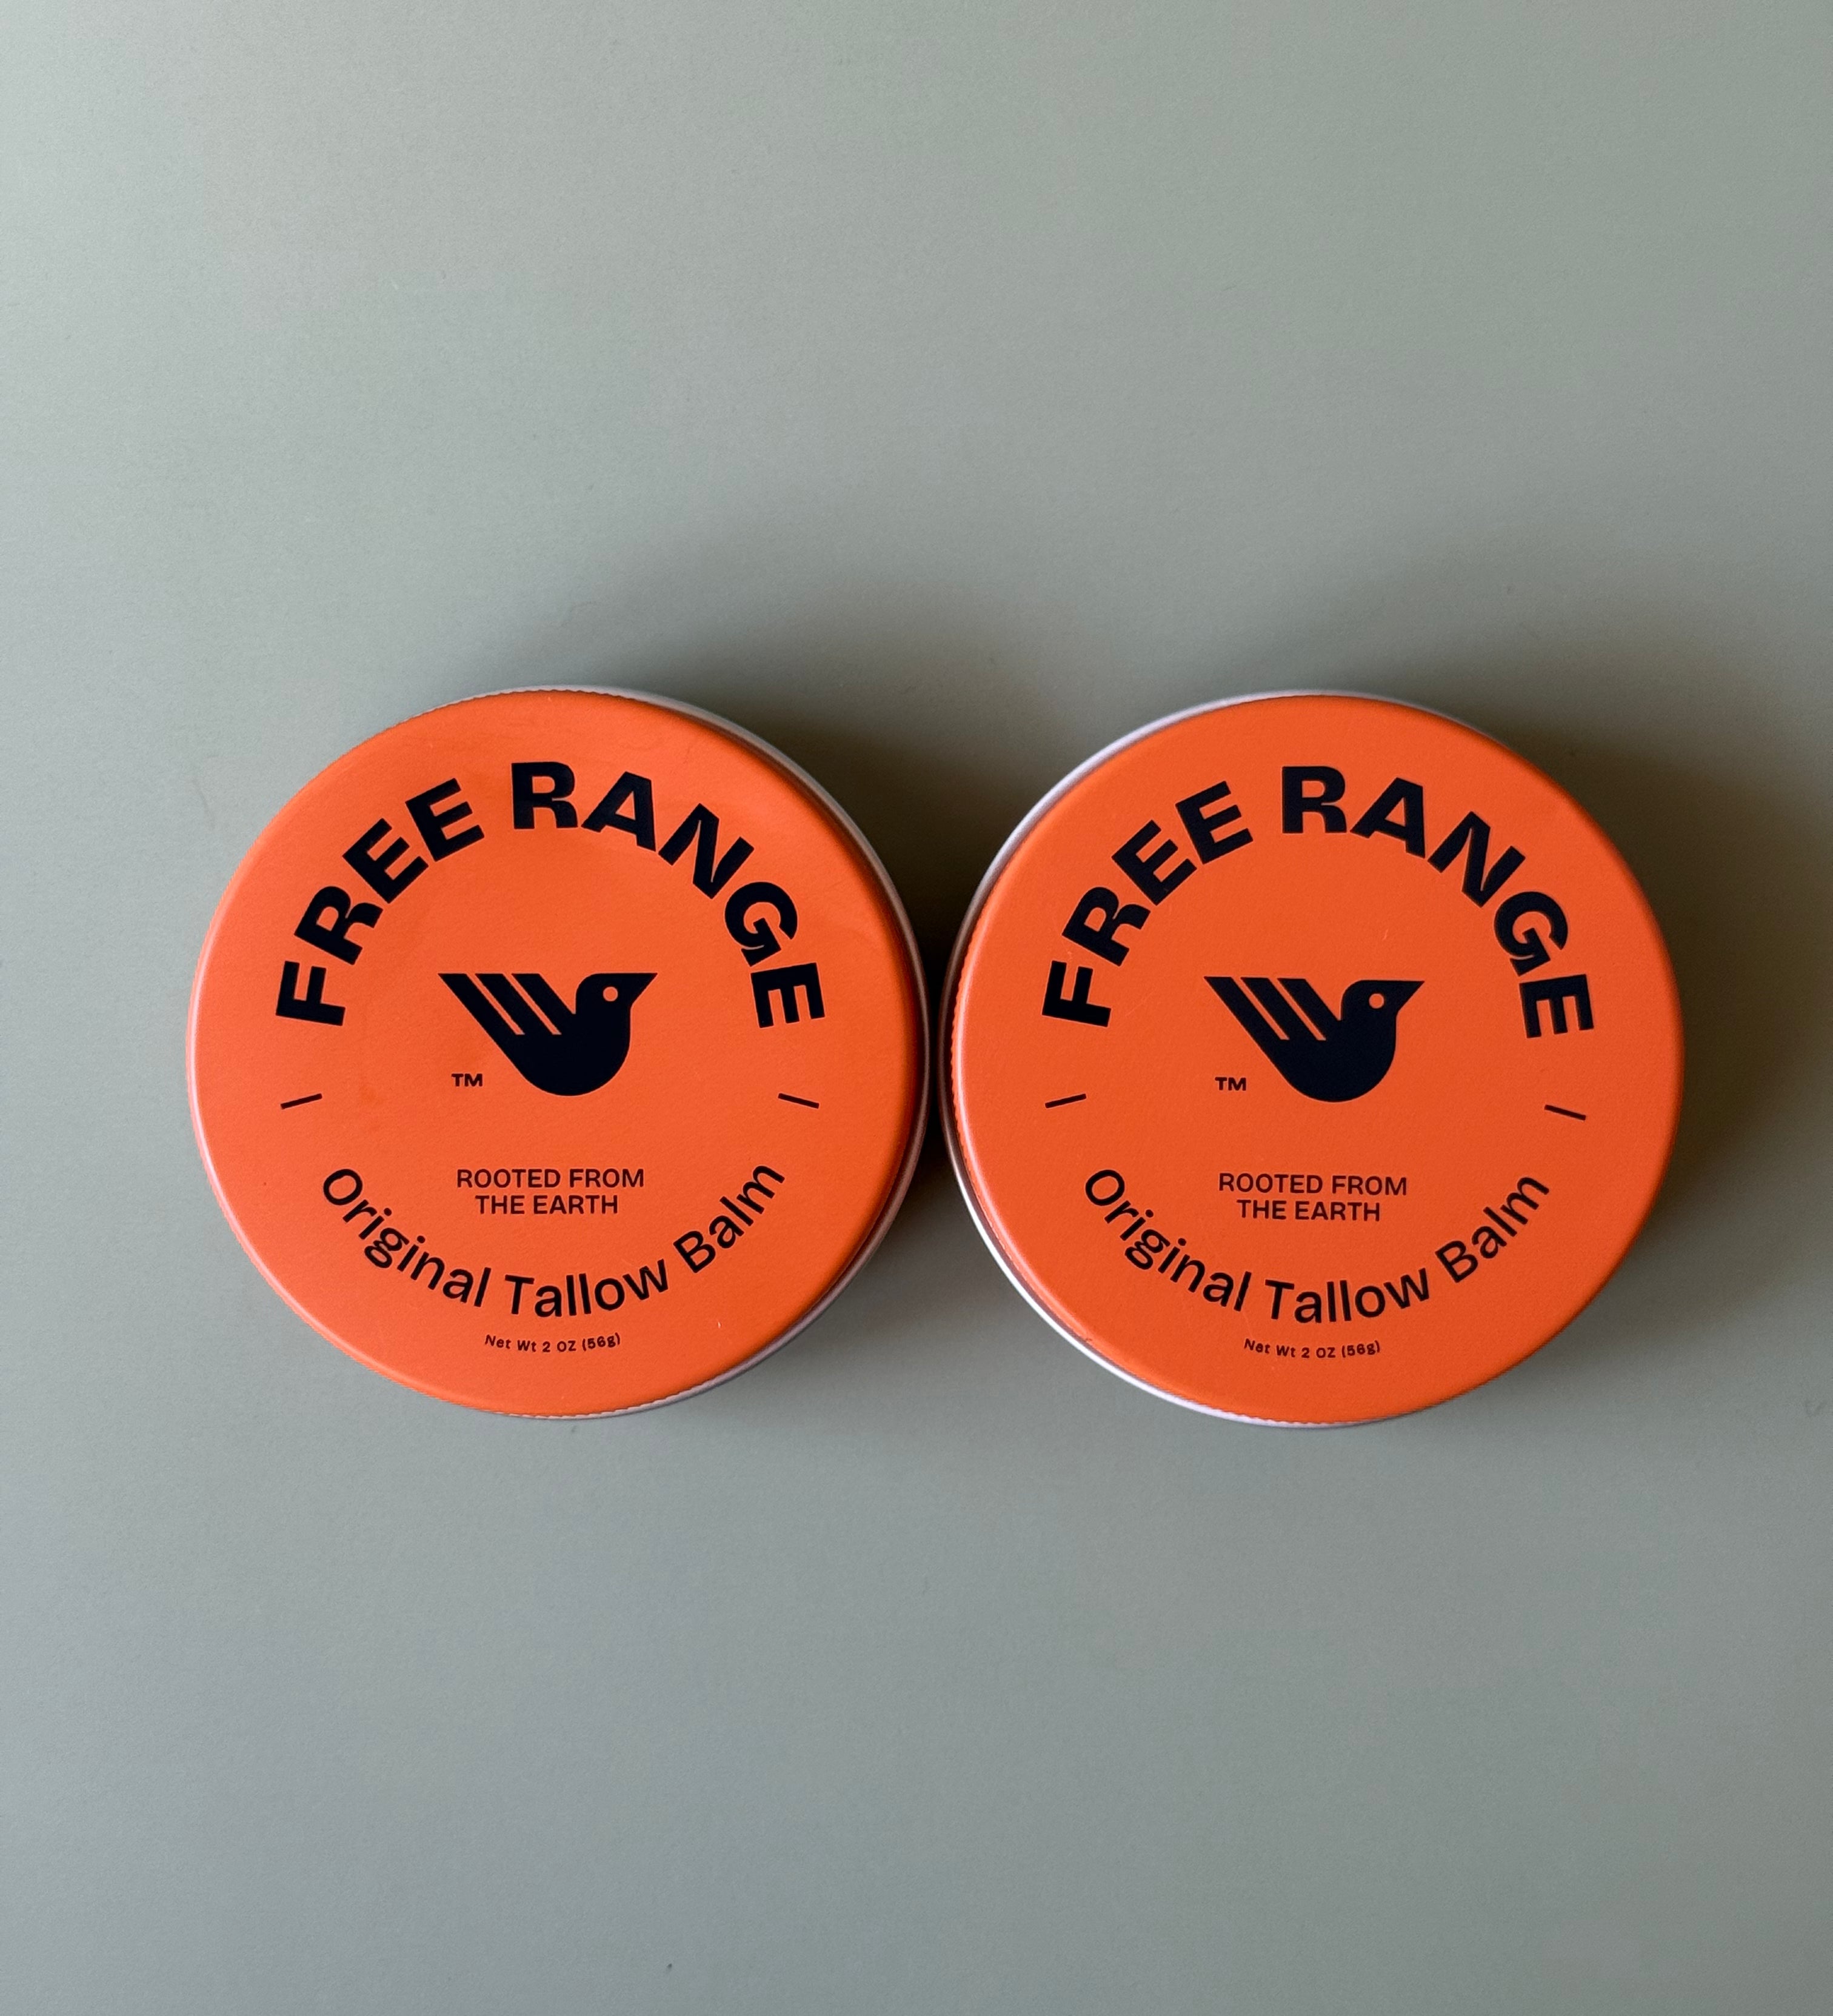 FREE RANGE
TM
ROOTED FROM
THE EARTH
Original Tallow Balm
Net Wt 2 OZ (56g)
FREE RANGE
TM
ROOTED FROM
THE EARTH
Original Tallow Balm
Net Wt 2 OZ (56g)